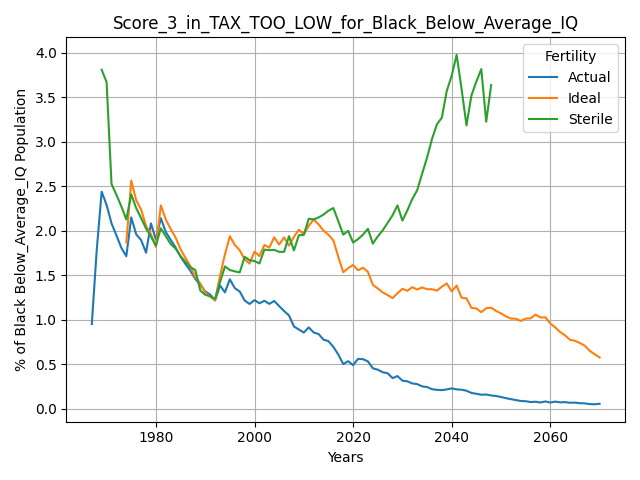 Score_3_in_TAX_TOO_LOW_for_Black_Below_Average_IQ
% of Black Below_Average_IQ Population
4.0
3.5
3.0
2.5
2.0
1.5
1.0
0.5
0.0
Fertility
Actual
Ideal
Sterile
1980
2000
2020
2040
2060
Years